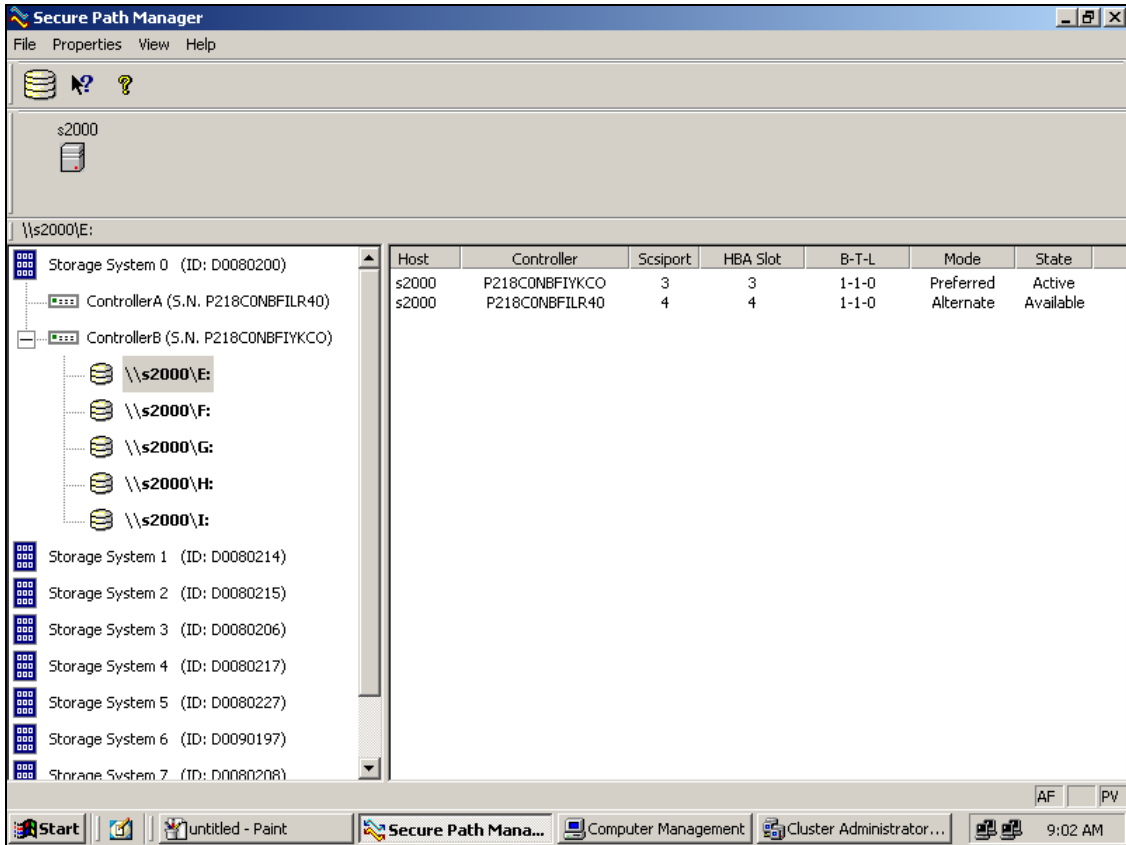 Secure Path Manager
File Properties View Help
s2000
\\s2000\E:
Storage System 0 (ID: D0080200)
ControllerA (S.N. P218C0NBFILR40)
ControllerB (S.N. P218C0NBFIYKCO)
\\s2000\E:
\\s2000\F:
\\s2000\G:
\\s2000\H:
\\s2000\I:
Storage System 1 (ID: D0080214)
Storage System 2 (ID: D0080215)
Storage System 3 (ID: D0080206)
Storage System 4 (ID: D0080217)
Storage System 5 (ID: D0080227)
Storage System 6 (ID: D0090197)
Storage System 7 (ID: D0080208)
Host Controller Scsiport HBA Slot B-T-L Mode State
s2000 P218C0NBFIYKCO 3 3 1-1-0 Preferred Active
s2000 P218C0NBFILR40 4 4 1-1-0 Alternate Available
AF PV
Start untitled - Paint Secure Path Mana... Computer Management Cluster Administrator... 9:02 AM